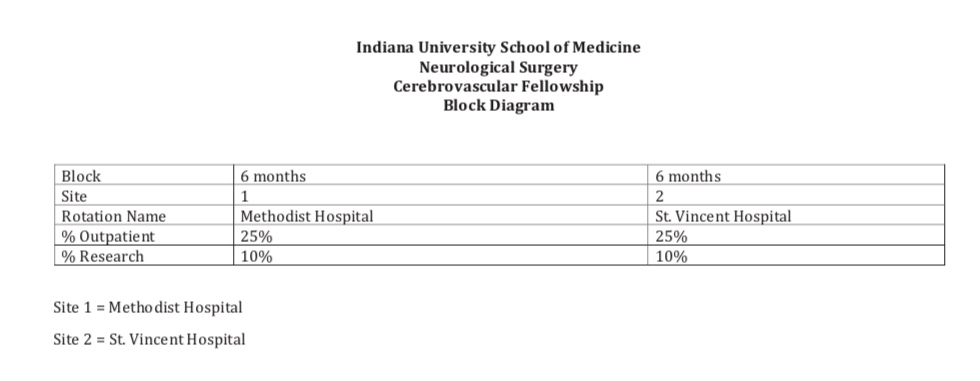 Indiana University School of Medicine
Neurological Surgery
Cerebrovascular Fellowship
Block Diagram
Block 6 months 6 months
Site 1 2
Rotation Name Methodist Hospital St. Vincent Hospital
% Outpatient 25% 25%
% Research 10% 10%
Site 1 = Methodist Hospital
Site 2 = St. Vincent Hospital